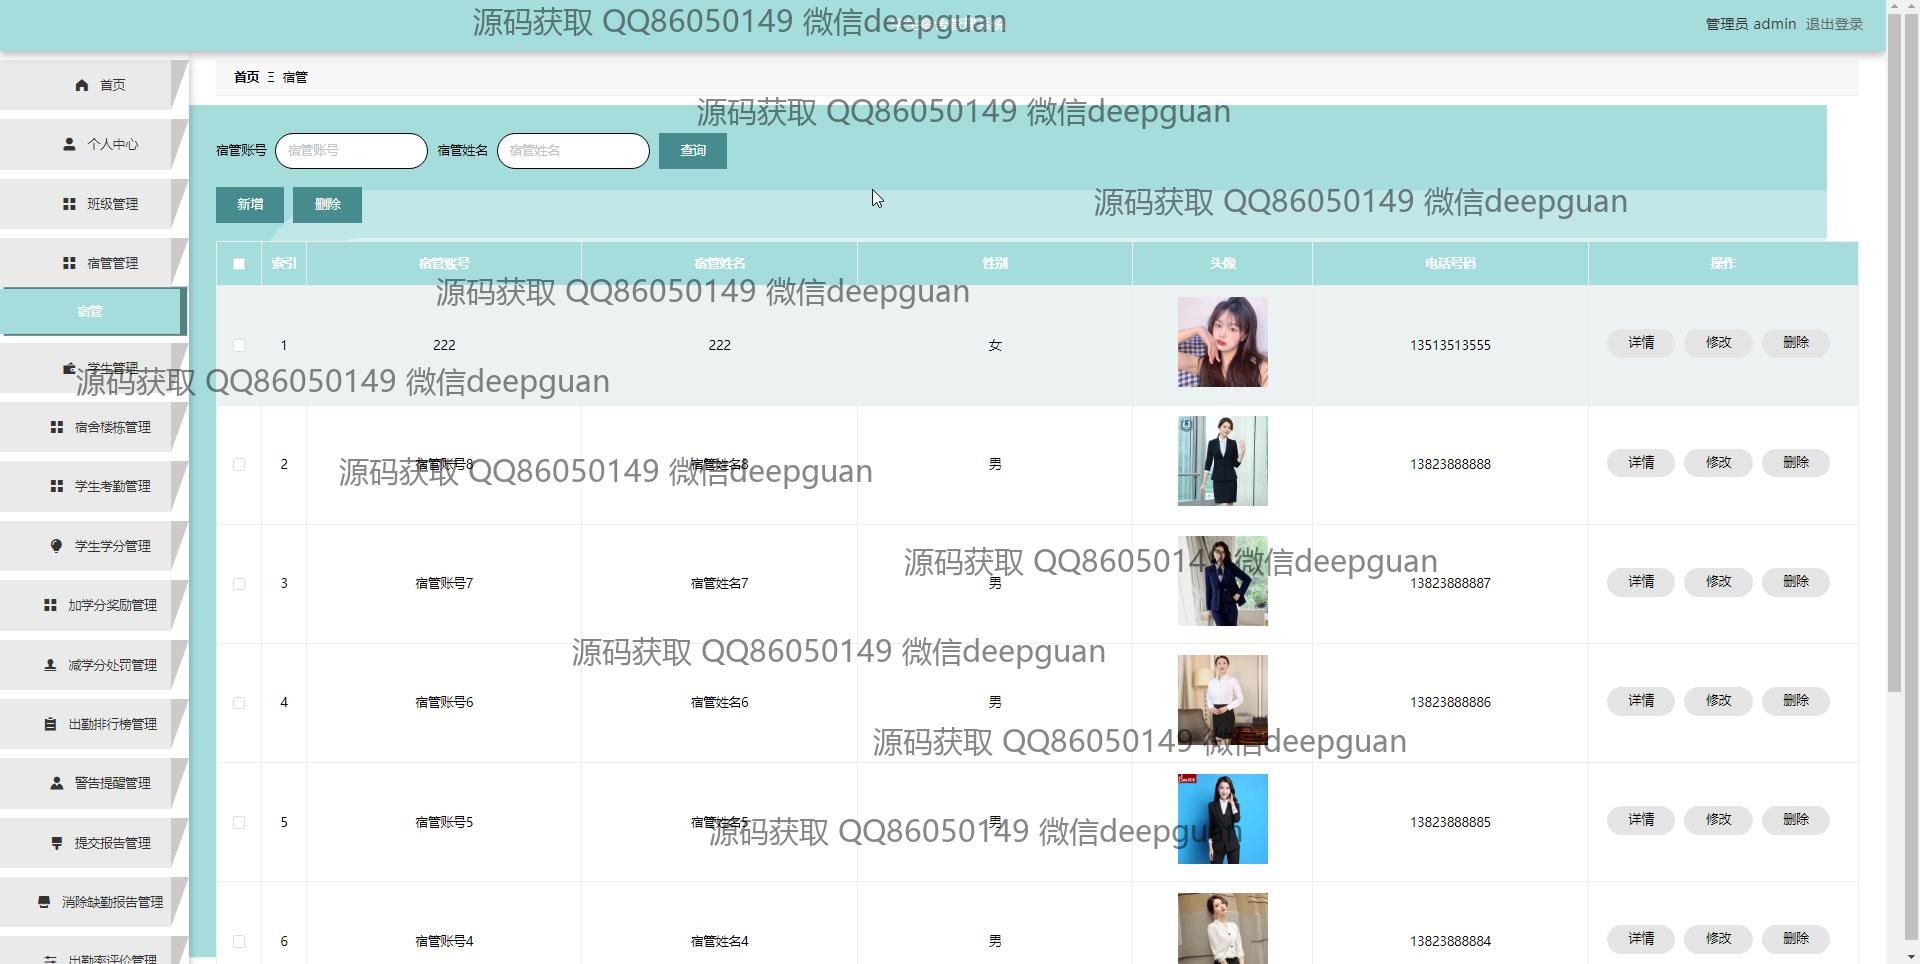 源码获取 QQ86050149 微信deepguan
管理员 admin 退出登录
首页 Ξ 宿管
源码获取 QQ86050149 微信deepguan
首页
个人中心
班级管理
宿管管理
宿管
学生管理
宿舍楼栋管理
学生考勤管理
学生学分管理
加学分奖励管理
减学分处罚管理
出勤排行榜管理
警告提醒管理
提交报告管理
消除缺勤报告管理
出勤率评价管理
宿管账号 宿管账号 宿管姓名 宿管姓名 查询
新增 删除
源码获取 QQ86050149 微信deepguan
索引 宿管账号 宿管姓名 性别 头像 电话号码 操作
源码获取 QQ86050149 微信deepguan
1 222 222 女 13513513555 详情 修改 删除
源码获取 QQ86050149 微信deepguan
2 宿管账号8 宿管姓名8 男 13823888888 详情 修改 删除
源码获取 QQ86050149 微信deepguan
源码获取 QQ86050149 微信deepguan
3 宿管账号7 宿管姓名7 男 13823888887 详情 修改 删除
源码获取 QQ86050149 微信deepguan
4 宿管账号6 宿管姓名6 男 13823888886 详情 修改 删除
源码获取 QQ86050149 微信deepguan
5 宿管账号5 宿管姓名5 男 13823888885 详情 修改 删除
源码获取 QQ86050149 微信deepguan
6 宿管账号4 宿管姓名4 男 13823888884 详情 修改 删除